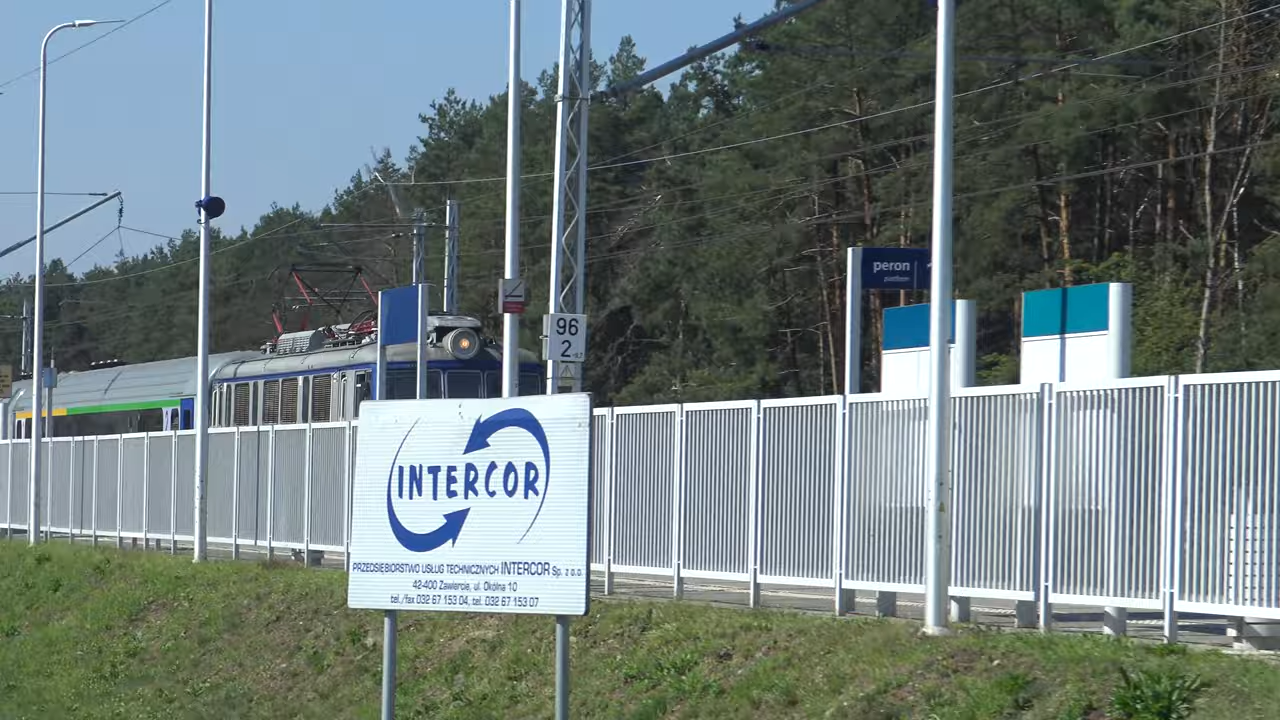 peron
platform
96
2
INTERCOR
PRZEDSIĘBIORSTWO USŁUG TECHNICZNYCH INTERCOR Sp. z o.o.
42-400 Zawiercie, ul. Okólna 10
tel./fax 032 67 153 04, tel. 032 67 153 07